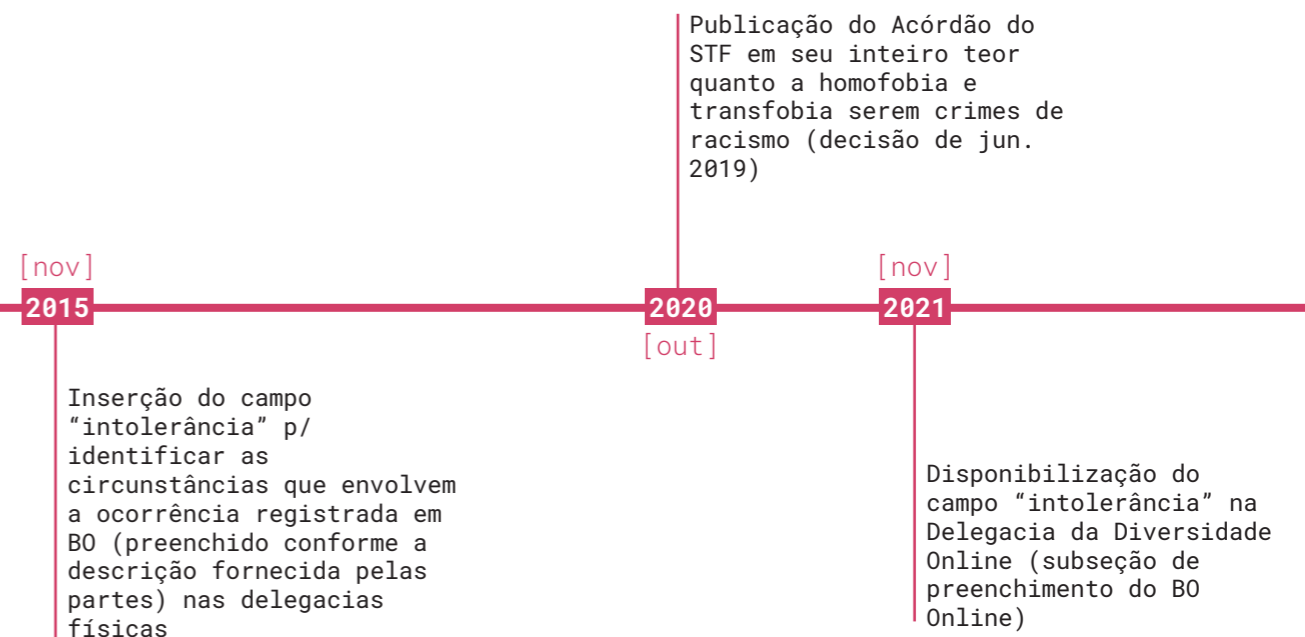 Publicação do Acórdão do
STF em seu inteiro teor
quanto a homofobia e
transfobia serem crimes de
racismo (decisão de jun.
2019)
[nov]
2015
Inserção do campo
“intolerância” p/
identificar as
circunstâncias que envolvem
a ocorrência registrada em
BO (preenchido conforme a
descrição fornecida pelas
partes) nas delegacias
físicas
2020
[out]
[nov]
2021
Disponibilização do
campo “intolerância” na
Delegacia da Diversidade
Online (subseção de
preenchimento do BO
Online)